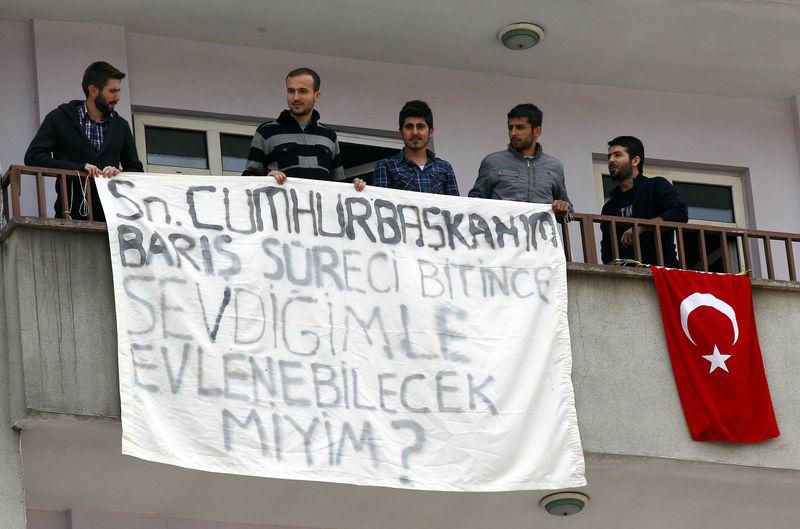 Sn. CUMHURBAŞKANIM
BARIŞ SÜRECİ BİTİNCE
SEVDİĞİMLE
EVLENEBİLECEK
MİYİM?